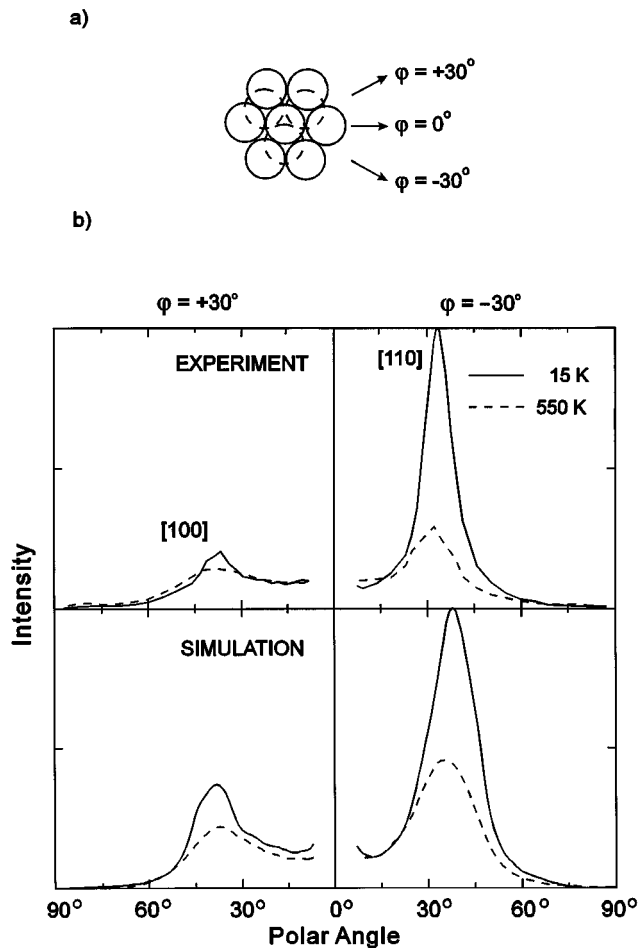 a)
φ = +30°
φ = 0°
φ = -30°
b)
φ = +30°
φ = -30°
EXPERIMENT
[110]
15 K
550 K
[100]
Intensity
SIMULATION
90° 60° 30° 0° 30° 60° 90°
Polar Angle